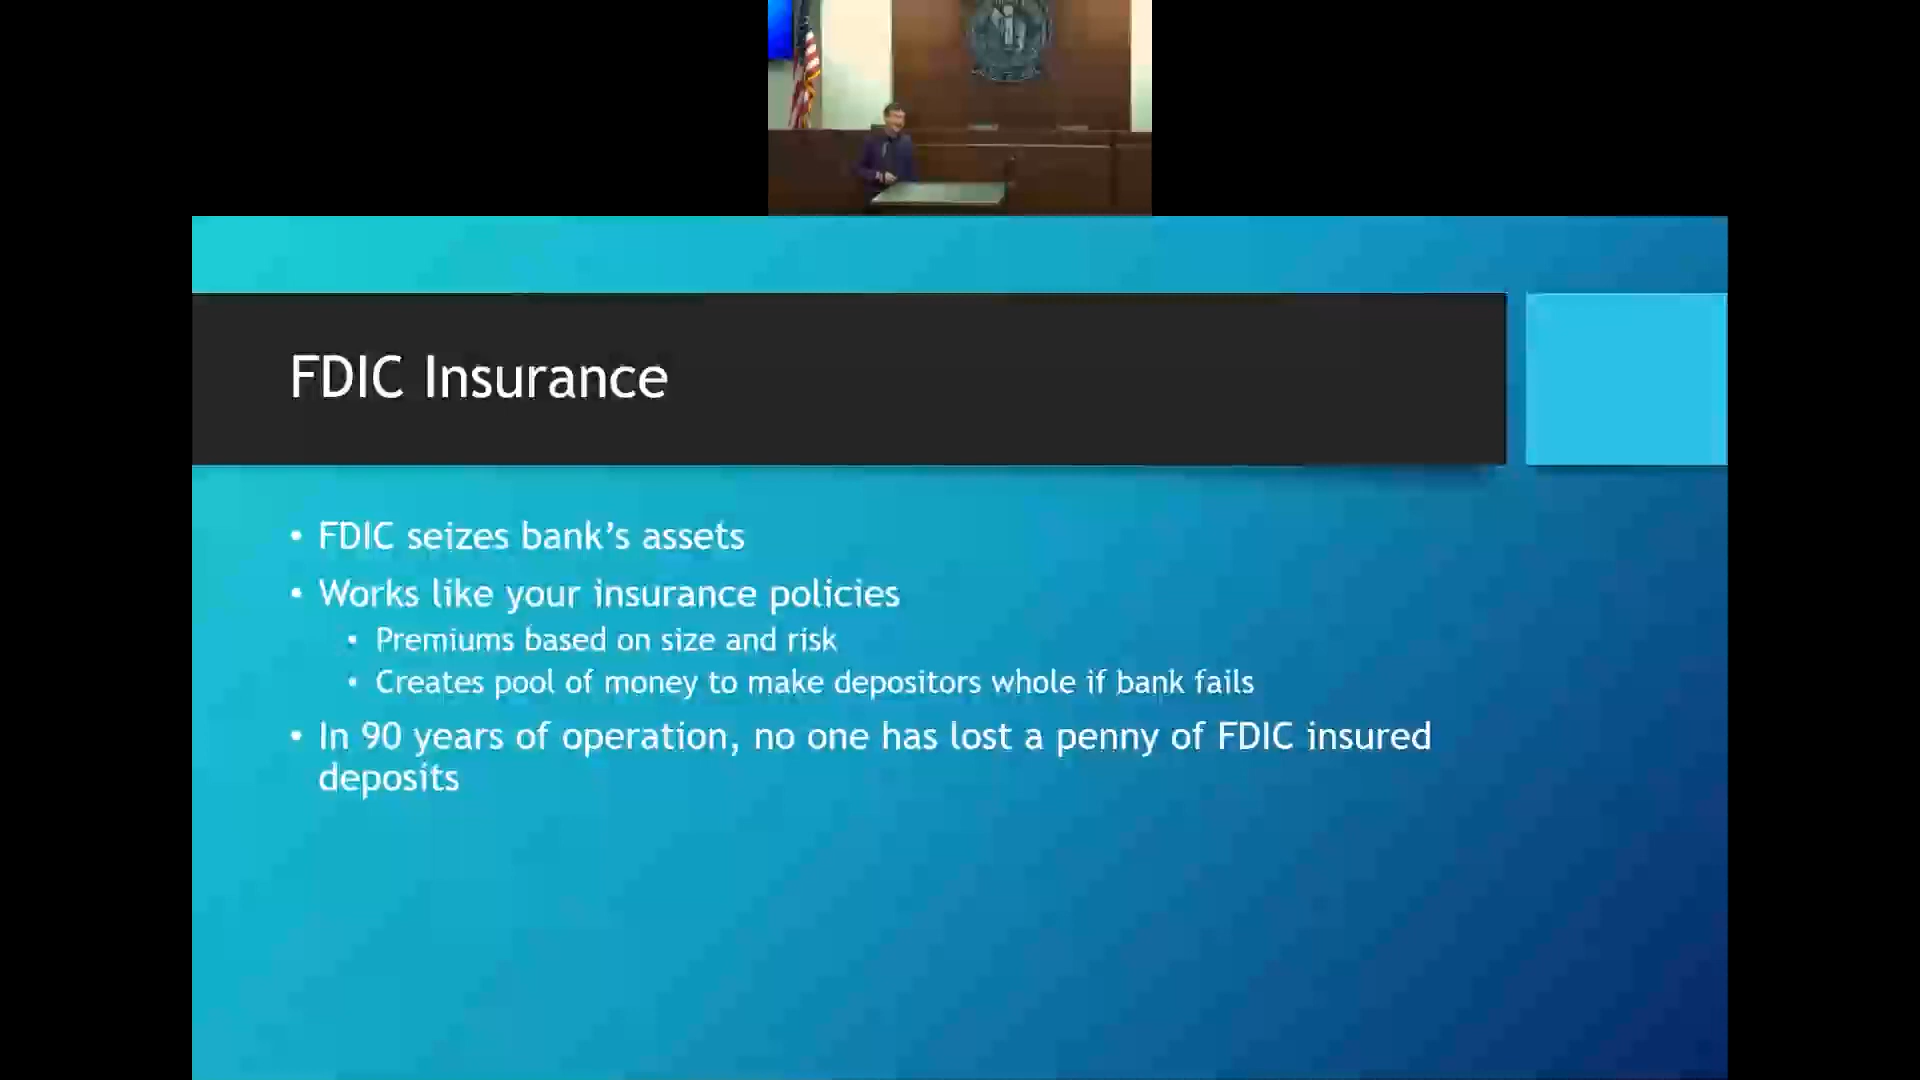 FDIC Insurance
• FDIC seizes bank's assets
• Works like your insurance policies
• Premiums based on size and risk
• Creates pool of money to make depositors whole if bank fails
• In 90 years of operation, no one has lost a penny of FDIC insured
deposits